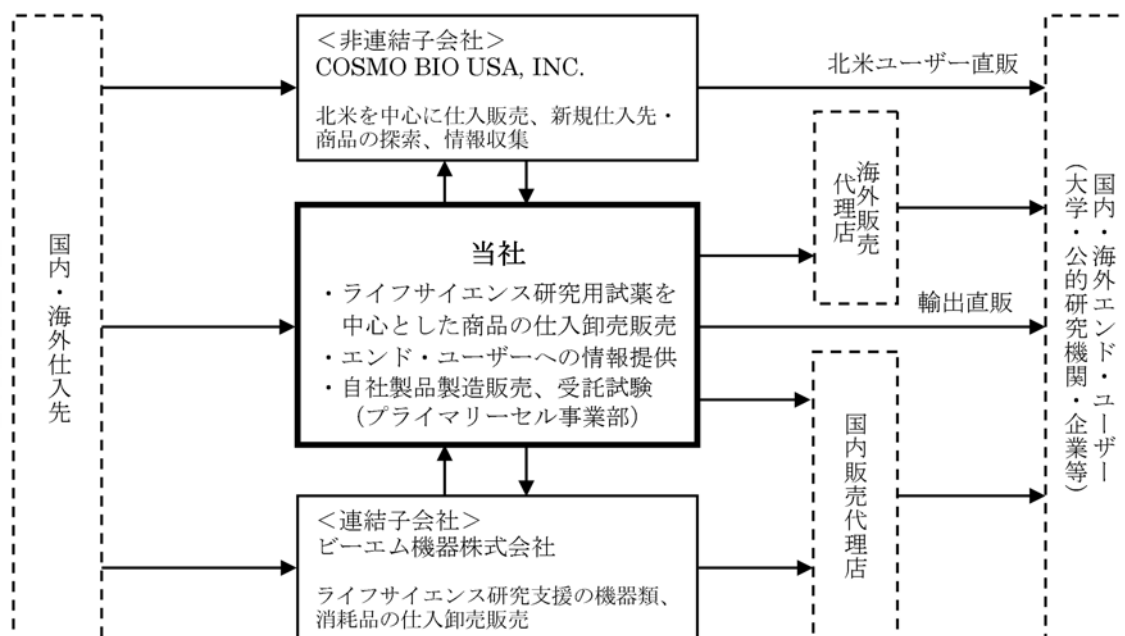 国内・海外仕入先
＜非連結子会社＞
COSMO BIO USA, INC.
北米を中心に仕入販売、新規仕入先・
商品の探索、情報収集
当社
・ライフサイエンス研究用試薬を
中心とした商品の仕入卸売販売
・エンド・ユーザーへの情報提供
・自社製品製造販売、受託試験
（プライマリーセル事業部）
＜連結子会社＞
ビーエム機器株式会社
ライフサイエンス研究支援の機器類、
消耗品の仕入卸売販売
北米ユーザー直販
海外販売
代理店
輸出直販
国内販売代理店
国内・海外エンド・ユーザー
（大学・公的研究機関・企業等）